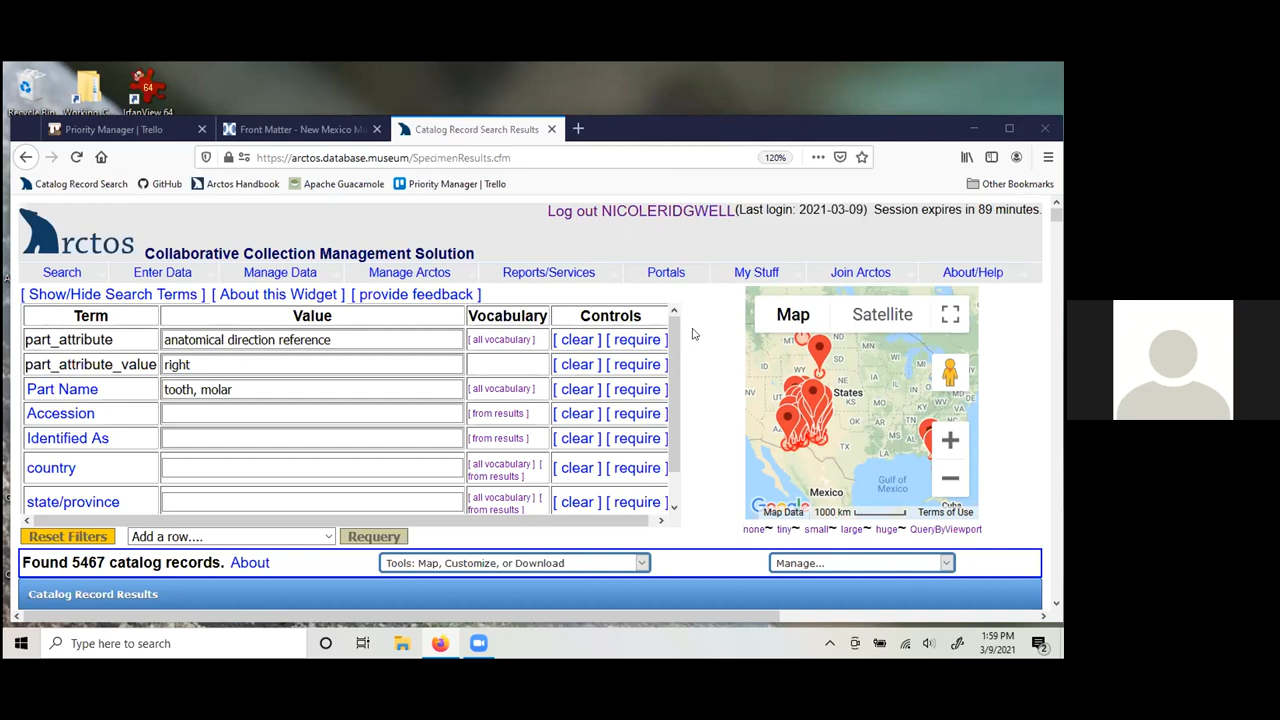 Recycle Bin
IrfanView 64
64
Priority Manager | Trello
Front Matter - New Mexico M
Catalog Record Search Results
https://arctos.database.museum/SpecimenResults.cfm
120%
Catalog Record Search
GitHub
Arctos Handbook
Apache Guacamole
Priority Manager | Trello
Other Bookmarks
Log out NICOLERIDGWELL(Last login: 2021-03-09) Session expires in 89 minutes.
Arctos
Collaborative Collection Management Solution
Search Enter Data Manage Data Manage Arctos Reports/Services Portals My Stuff Join Arctos About/Help
[ Show/Hide Search Terms ] [ About this Widget ] [ provide feedback ]
Term Value Vocabulary Controls
part_attribute anatomical direction reference [ all vocabulary ] [ clear ] [ require ]
part_attribute_value right [ clear ] [ require ]
Part Name tooth, molar [ all vocabulary ] [ clear ] [ require ]
Accession [ from results ] [ clear ] [ require ]
Identified As [ from results ] [ clear ] [ require ]
country [ all vocabulary ] [ from results ] [ clear ] [ require ]
state/province [ all vocabulary ] [ from results ] [ clear ] [ require ]
Map Satellite
WA
ND
MN
SD
States
TX
LA
Gulf of
Mexico
Mexico
Google
Map Data 1000 km Terms of Use
none~ tiny~ small~ large~ huge~ QueryByViewport
Reset Filters Add a row.... Requery
Found 5467 catalog records. About Tools: Map, Customize, or Download Manage...
Catalog Record Results
Type here to search
1:59 PM
3/9/2021
2